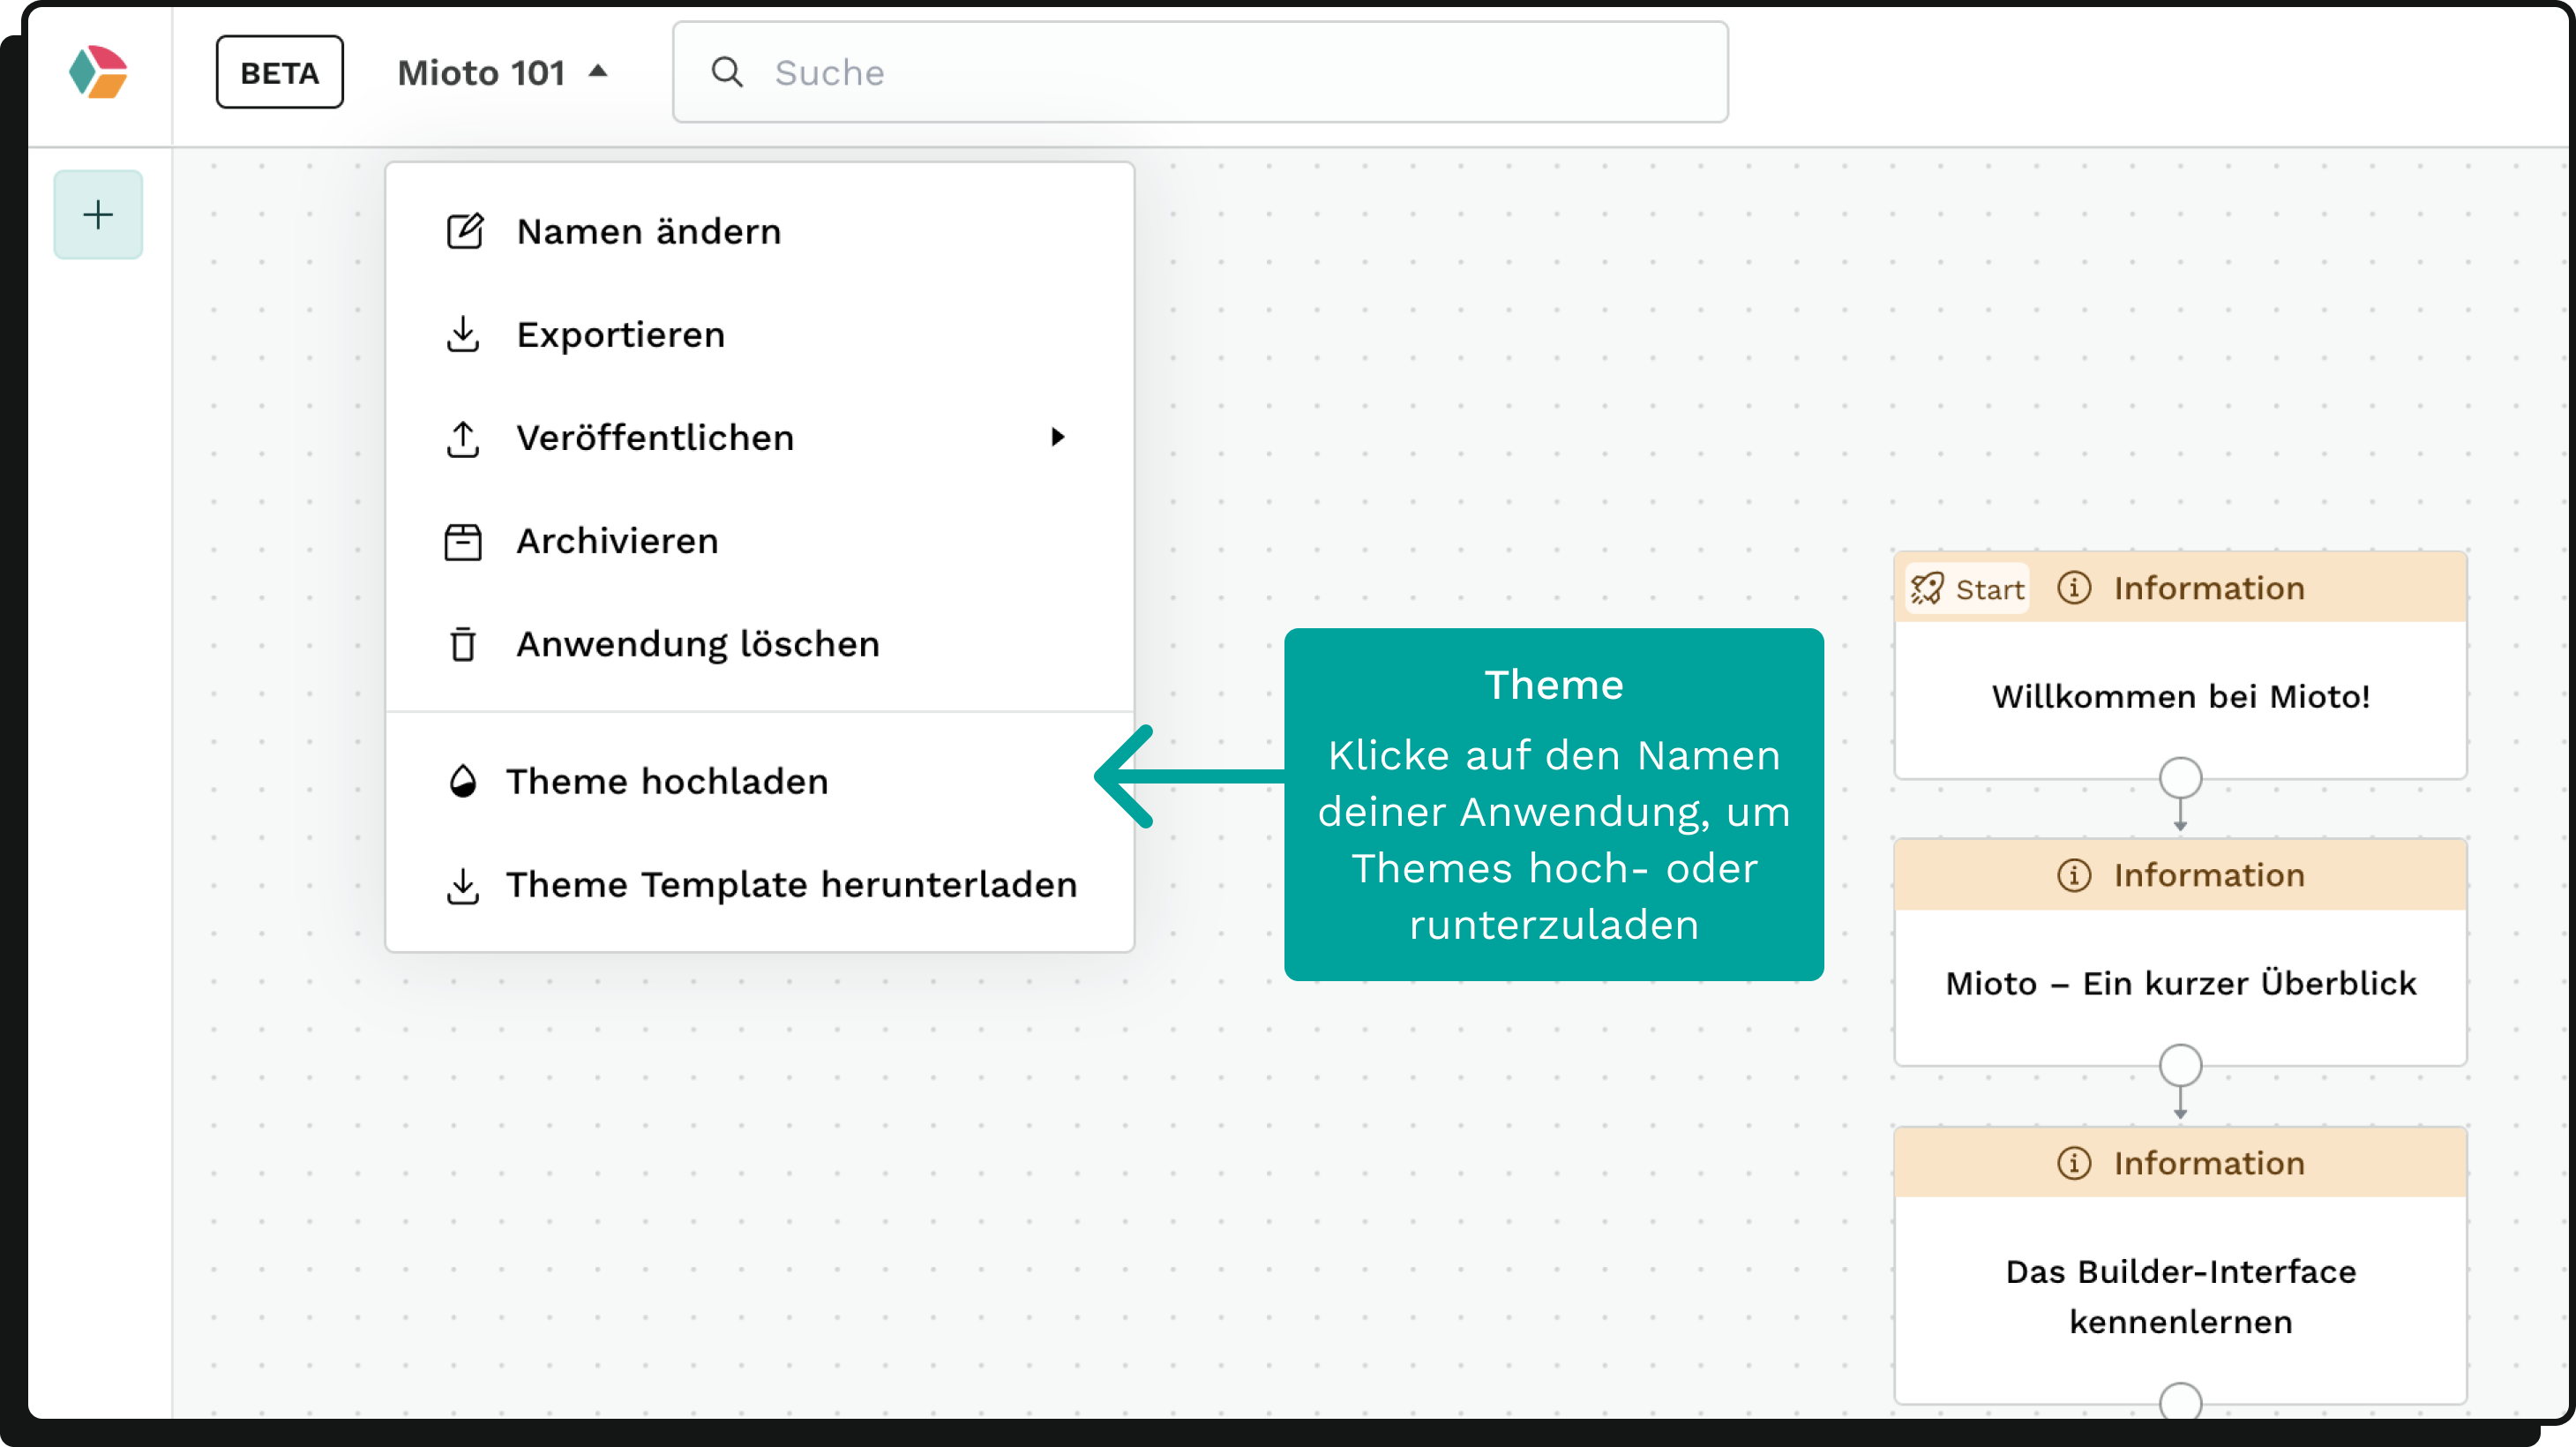 BETA
Mioto 101
Suche
Namen ändern
Exportieren
Veröffentlichen
Archivieren
Anwendung löschen
Theme hochladen
Theme Template herunterladen
Theme
Klicke auf den Namen
deiner Anwendung, um
Themes hoch- oder
runterzuladen
Start
Information
Willkommen bei Mioto!
Information
Mioto – Ein kurzer Überblick
Information
Das Builder-Interface
kennenlernen